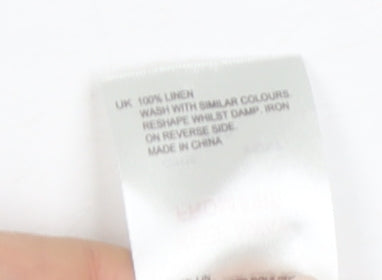 UK 100% LINEN
WASH WITH SIMILAR COLOURS.
RESHAPE WHILST DAMP. IRON
ON REVERSE SIDE.
MADE IN CHINA